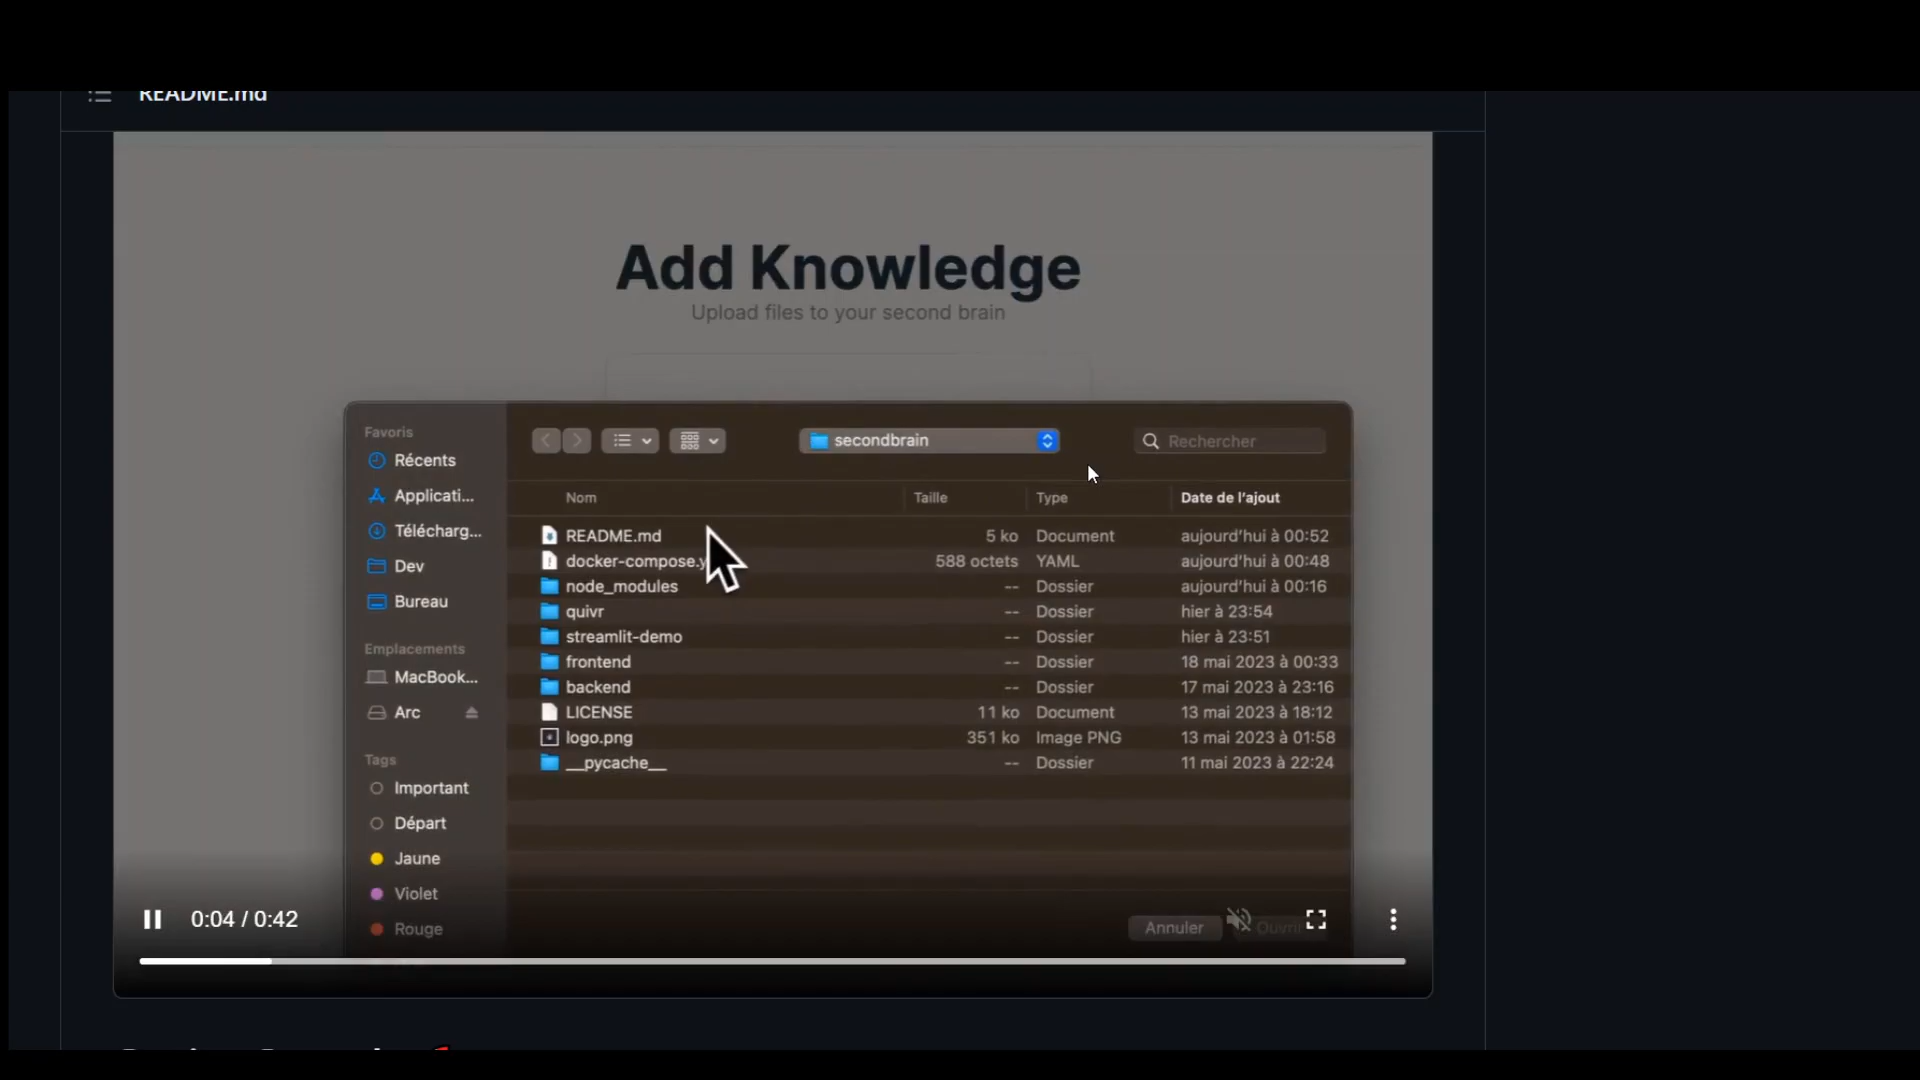 README.md
Add Knowledge
Upload files to your second brain
Favoris
Récents
Applicati...
Télécharg...
Dev
Bureau
Emplacements
MacBook...
Arc
Tags
Important
Départ
Jaune
Violet
Rouge
secondbrain
Rechercher
Nom Taille Type Date de l'ajout
README.md 5 ko Document aujourd'hui à 00:52
docker-compose.y 588 octets YAML aujourd'hui à 00:48
node_modules -- Dossier aujourd'hui à 00:16
quivr -- Dossier hier à 23:54
streamlit-demo -- Dossier hier à 23:51
frontend -- Dossier 18 mai 2023 à 00:33
backend -- Dossier 17 mai 2023 à 23:16
LICENSE 11 ko Document 13 mai 2023 à 18:12
logo.png 351 ko Image PNG 13 mai 2023 à 01:58
__pycache__ -- Dossier 11 mai 2023 à 22:24
Annuler Ouvrir
0:04 / 0:42